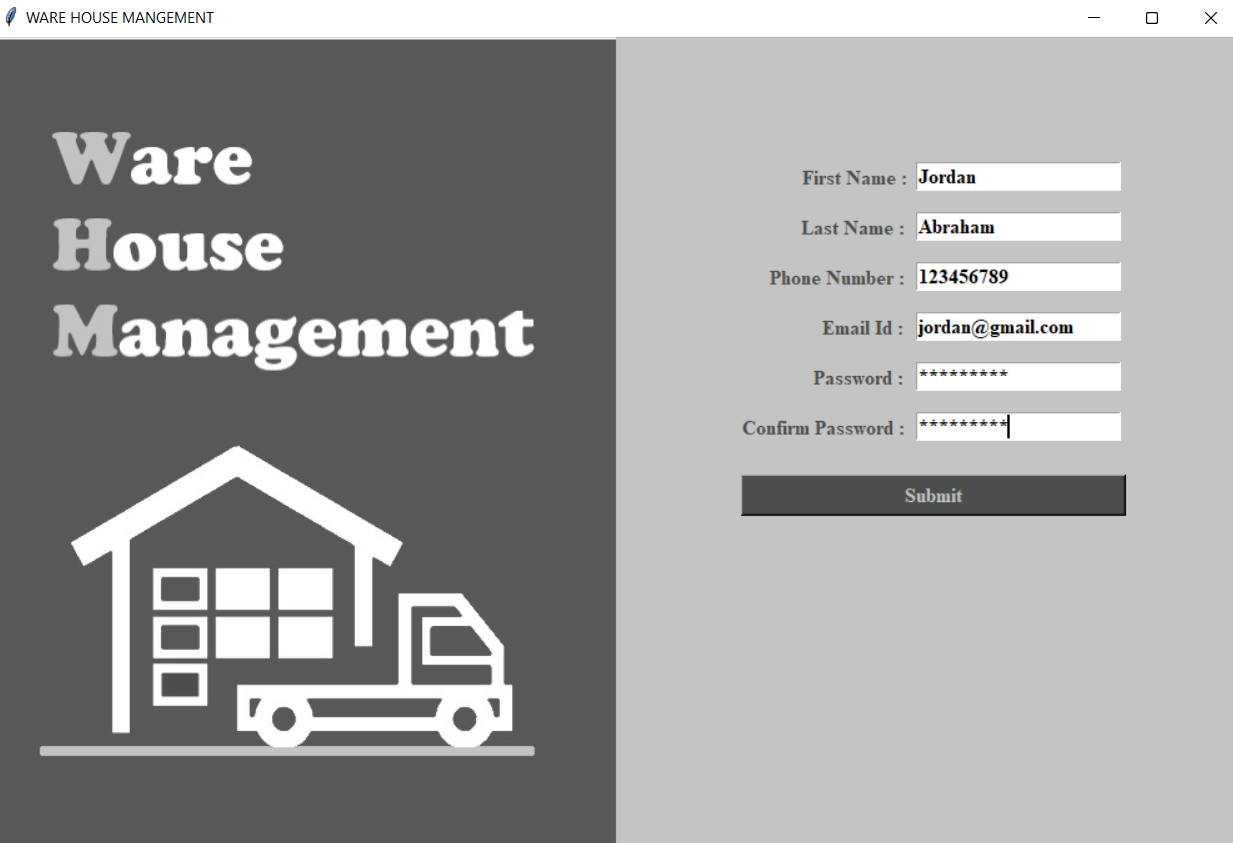 WARE HOUSE MANGEMENT
Ware
House
Management
First Name : Jordan
Last Name : Abraham
Phone Number : 123456789
Email Id : jordan@gmail.com
Password : *********
Confirm Password : *********
Submit